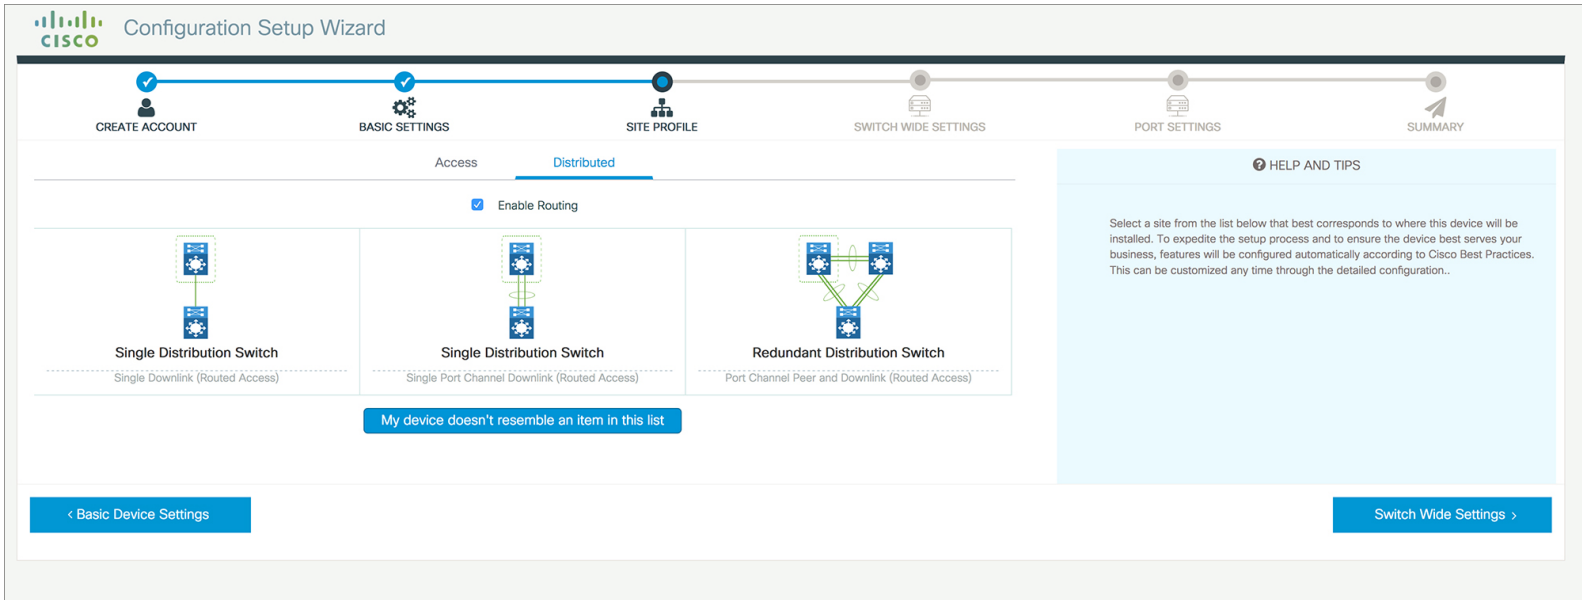 CISCO Configuration Setup Wizard
CREATE ACCOUNT
BASIC SETTINGS
SITE PROFILE
SWITCH WIDE SETTINGS
PORT SETTINGS
SUMMARY
Access Distributed
Enable Routing
Single Distribution Switch
Single Downlink (Routed Access)
Single Distribution Switch
Single Port Channel Downlink (Routed Access)
Redundant Distribution Switch
Port Channel Peer and Downlink (Routed Access)
My device doesn't resemble an item in this list
? HELP AND TIPS
Select a site from the list below that best corresponds to where this device will be
installed. To expedite the setup process and to ensure the device best serves your
business, features will be configured automatically according to Cisco Best Practices.
This can be customized any time through the detailed configuration..
‹ Basic Device Settings
Switch Wide Settings ›